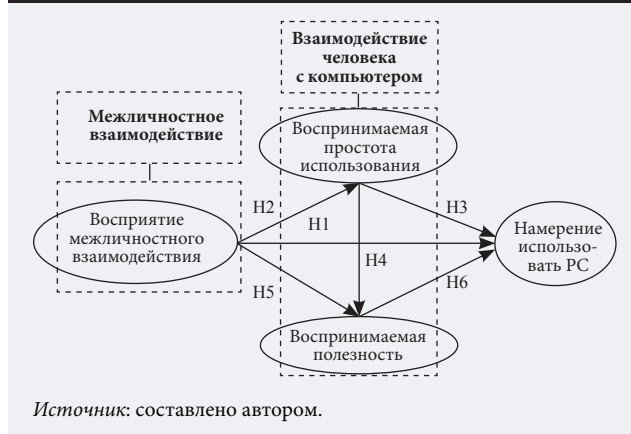 Взаимодействие
человека
с компьютером
Межличностное
взаимодействие
Воспринимаемая
простота
использования
H2
H3
H1
Восприятие
межличностного
взаимодействия
Намерение
использо-
вать РС
H4
H5
H6
Воспринимаемая
полезность
Источник: составлено автором.